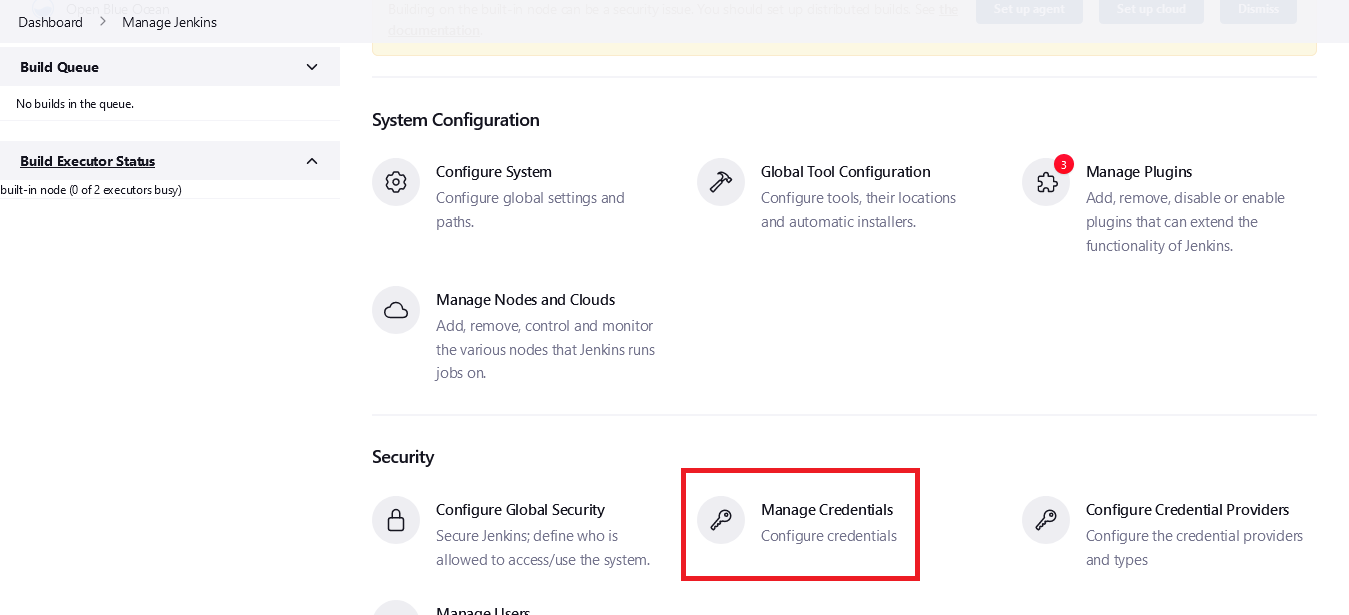 Open Blue Ocean
Dashboard > Manage Jenkins
Building on the built-in node can be a security issue. You should set up distributed builds. See the
documentation.
Set up agent
Set up cloud
Dismiss
Build Queue
No builds in the queue.
Build Executor Status
built-in node (0 of 2 executors busy)
System Configuration
Configure System
Configure global settings and
paths.
Global Tool Configuration
Configure tools, their locations
and automatic installers.
3
Manage Plugins
Add, remove, disable or enable
plugins that can extend the
functionality of Jenkins.
Manage Nodes and Clouds
Add, remove, control and monitor
the various nodes that Jenkins runs
jobs on.
Security
Configure Global Security
Secure Jenkins; define who is
allowed to access/use the system.
Manage Credentials
Configure credentials
Configure Credential Providers
Configure the credential providers
and types
Manage Users